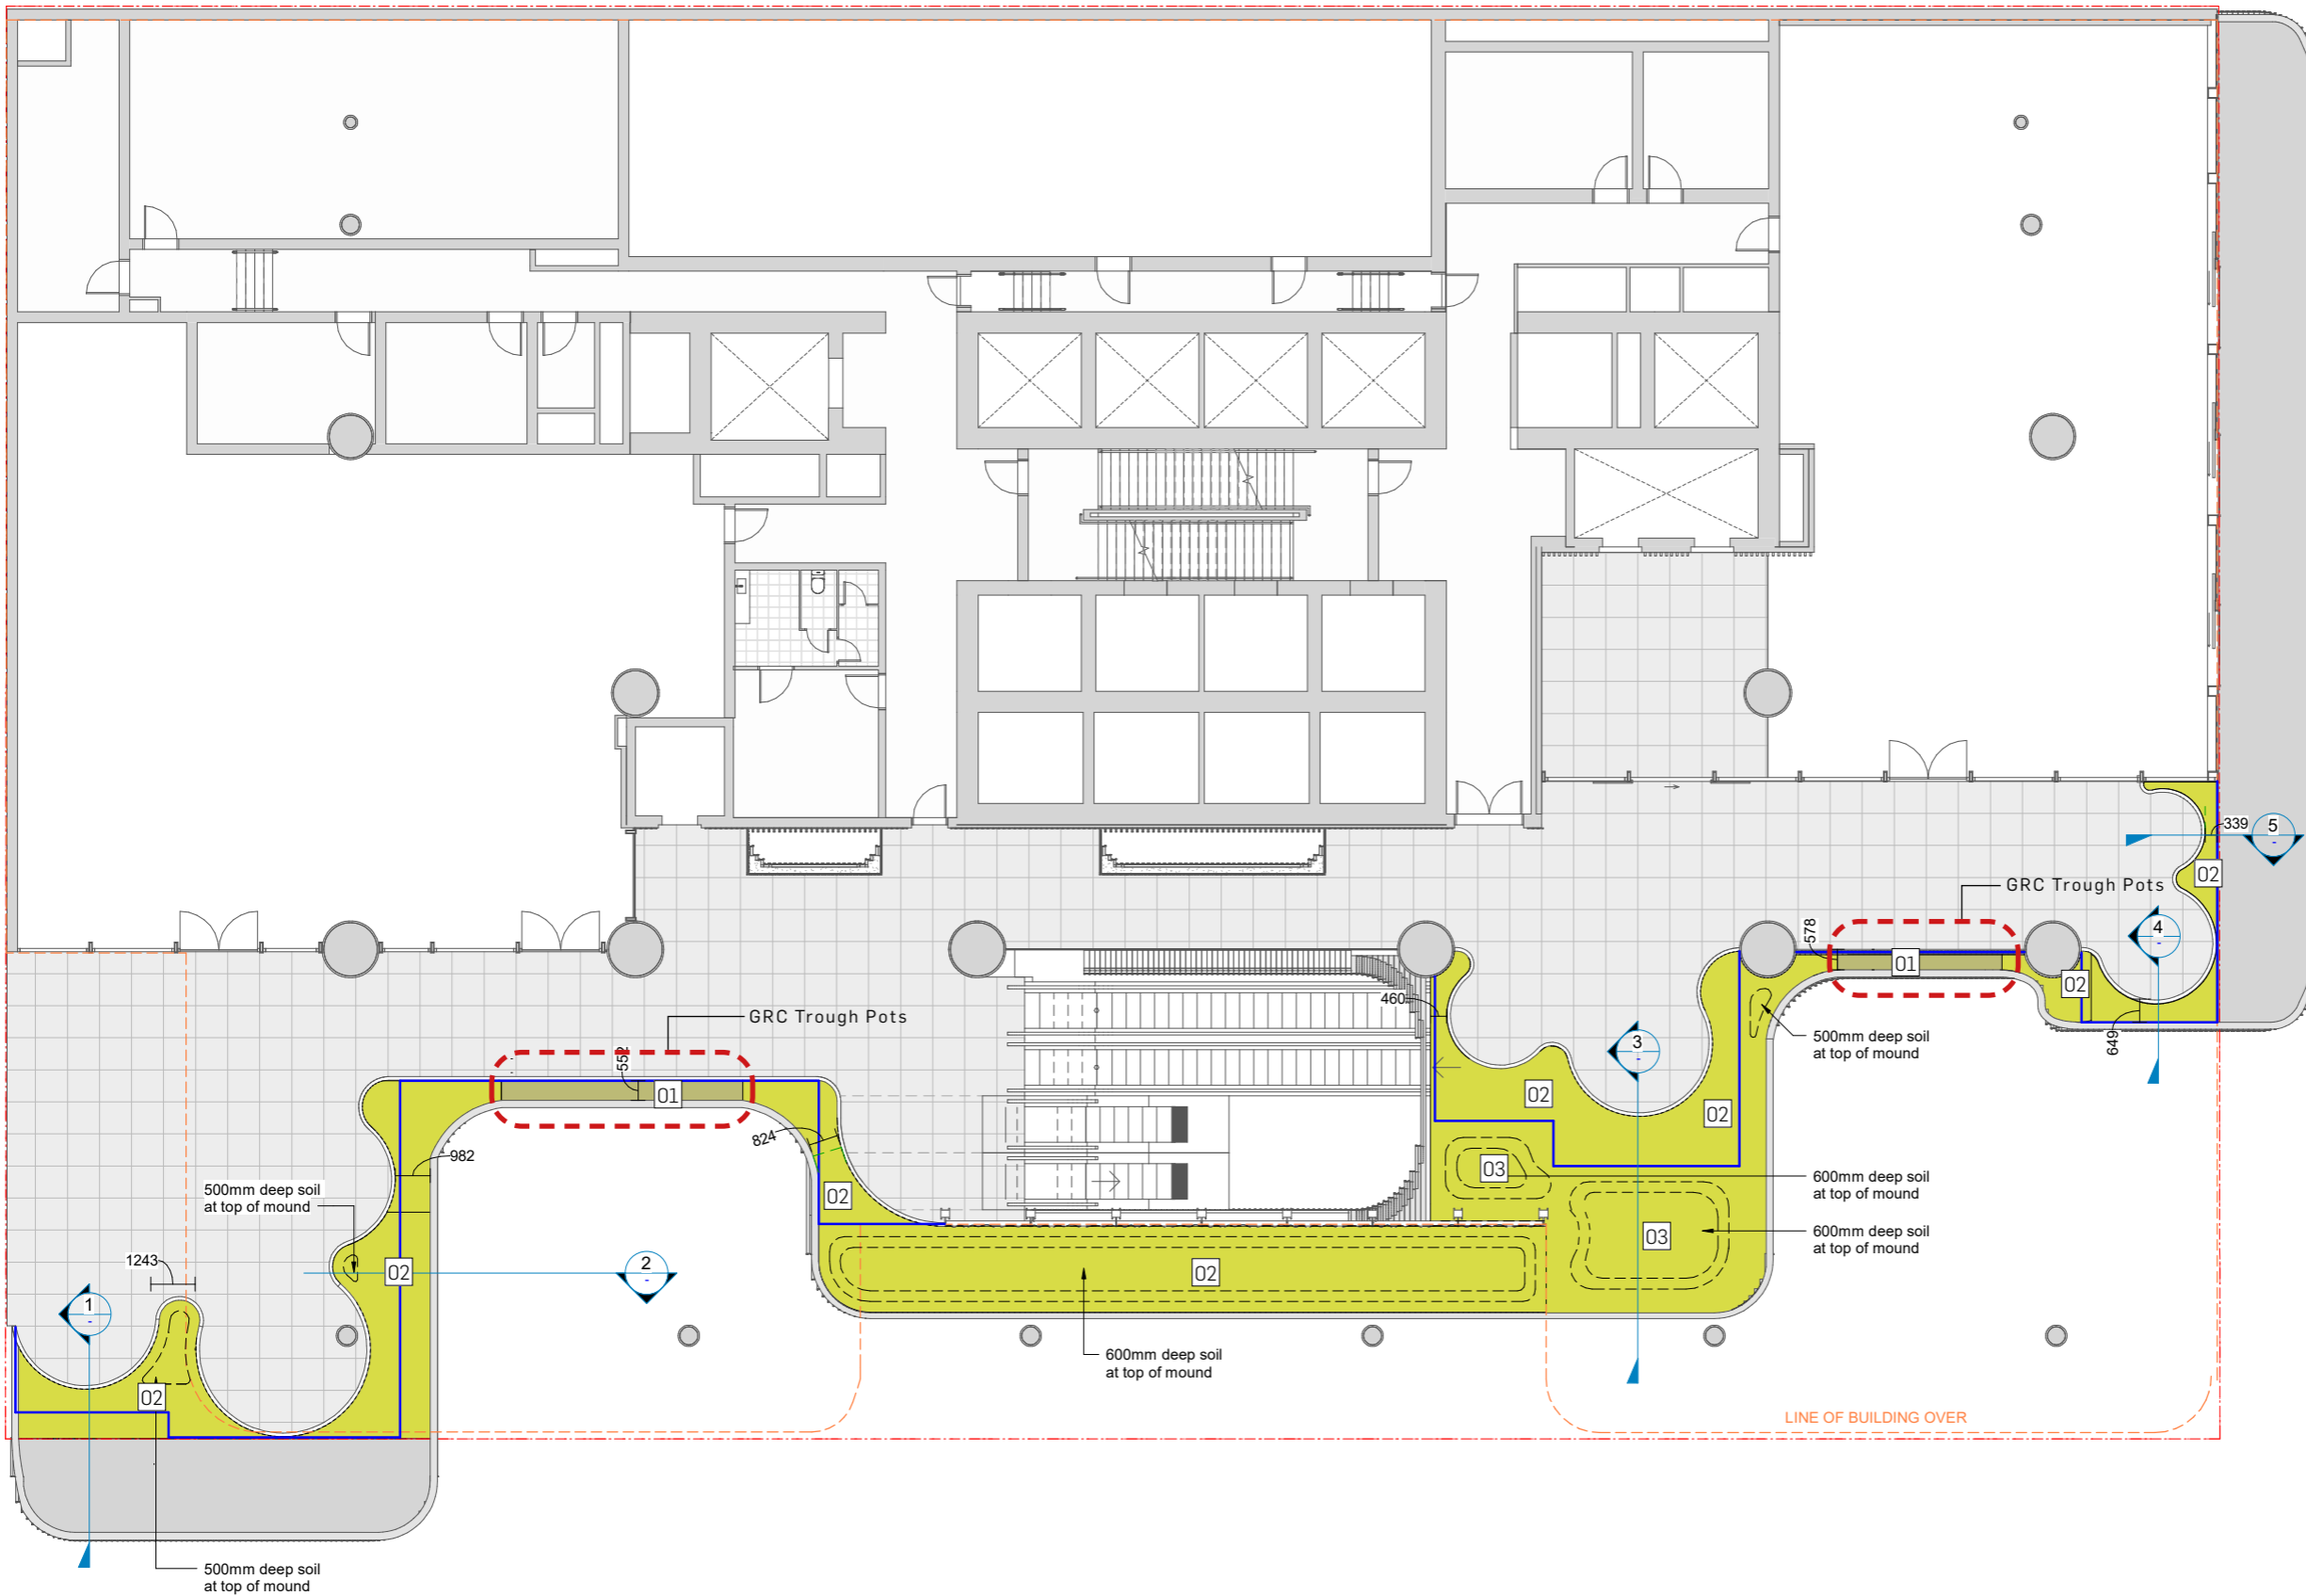 339
5
02
GRC Trough Pots
578
4
-
01
02
460
GRC Trough Pots
500mm deep soil
at top of mound
649
3
-
552
01
02
02
824
982
03
600mm deep soil
at top of mound
500mm deep soil
at top of mound
02
03
600mm deep soil
at top of mound
1243
02
2
-
02
1
-
600mm deep soil
at top of mound
02
LINE OF BUILDING OVER
500mm deep soil
at top of mound